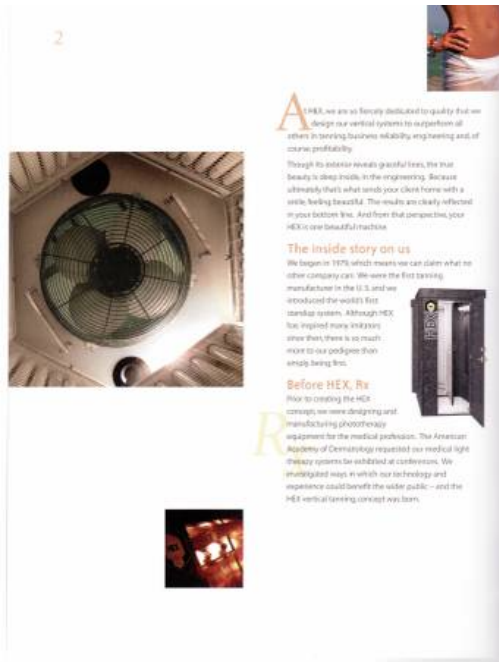 2
At HEX, we are so fiercely dedicated to quality that we
design our vertical systems to outperform all
others in tanning business reliability, engineering and, of
course, profitability.
Though its exterior reveals graceful lines, the true
beauty is deep inside, in the engineering. Because
ultimately that's what sends your client home with a
smile, feeling beautiful. The results are clearly reflected
in your bottom line. And from that perspective, your
HEX is one beautiful machine.
The inside story on us
We began in 1979, which means we can claim what no
other company can: We were the first tanning
manufacturer in the U.S. and we
introduced the world's first
standup system. Although HEX
has inspired many imitators
since then, there is so much
more to our pedigree than
simply being first.
HEX
Before HEX, Rx
Prior to creating the HEX
concept, we were designing and
manufacturing phototherapy
equipment for the medical profession. The American
Academy of Dermatology requested our medical light
therapy systems be exhibited at conferences. We
investigated ways in which our technology and
experience could benefit the wider public – and the
HEX vertical tanning concept was born.
Rx
HEX